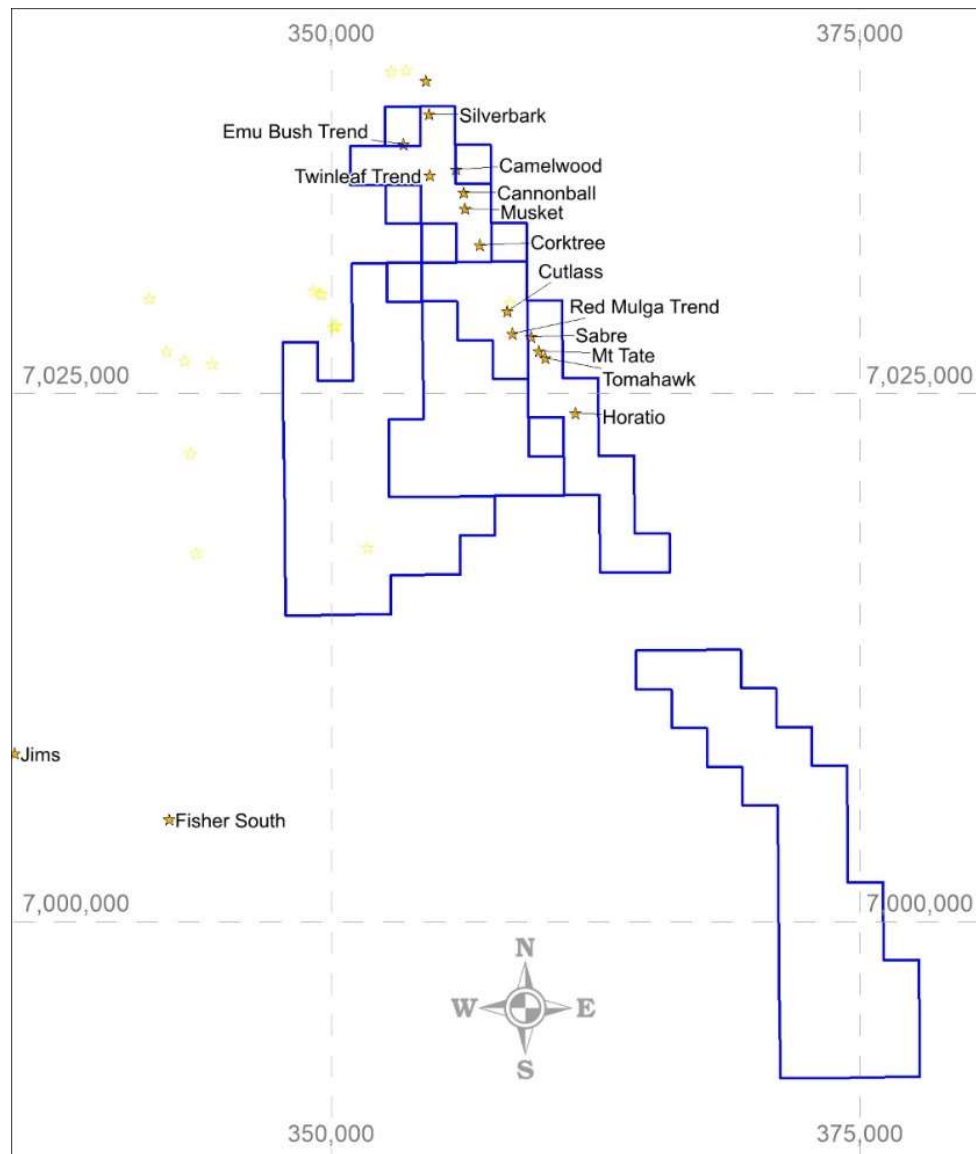 350,000
375,000
Silverbark
Emu Bush Trend
Camelwood
Twinleaf Trend
Cannonball
Musket
Corktree
Cutlass
Red Mulga Trend
Sabre
Mt Tate
7,025,000
7,025,000
Tomahawk
Horatio
Jims
Fisher South
7,000,000
7,000,000
N
W
E
S
350,000
375,000